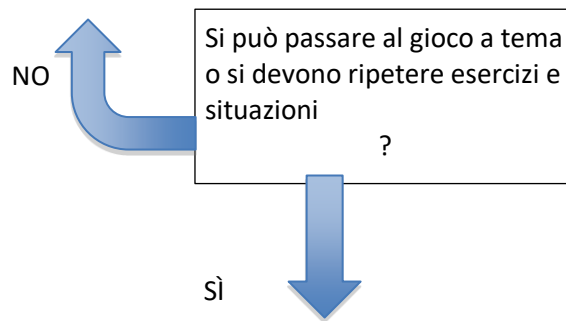 Si può passare al gioco a tema
o si devono ripetere esercizi e
situazioni
?
NO
SÌ